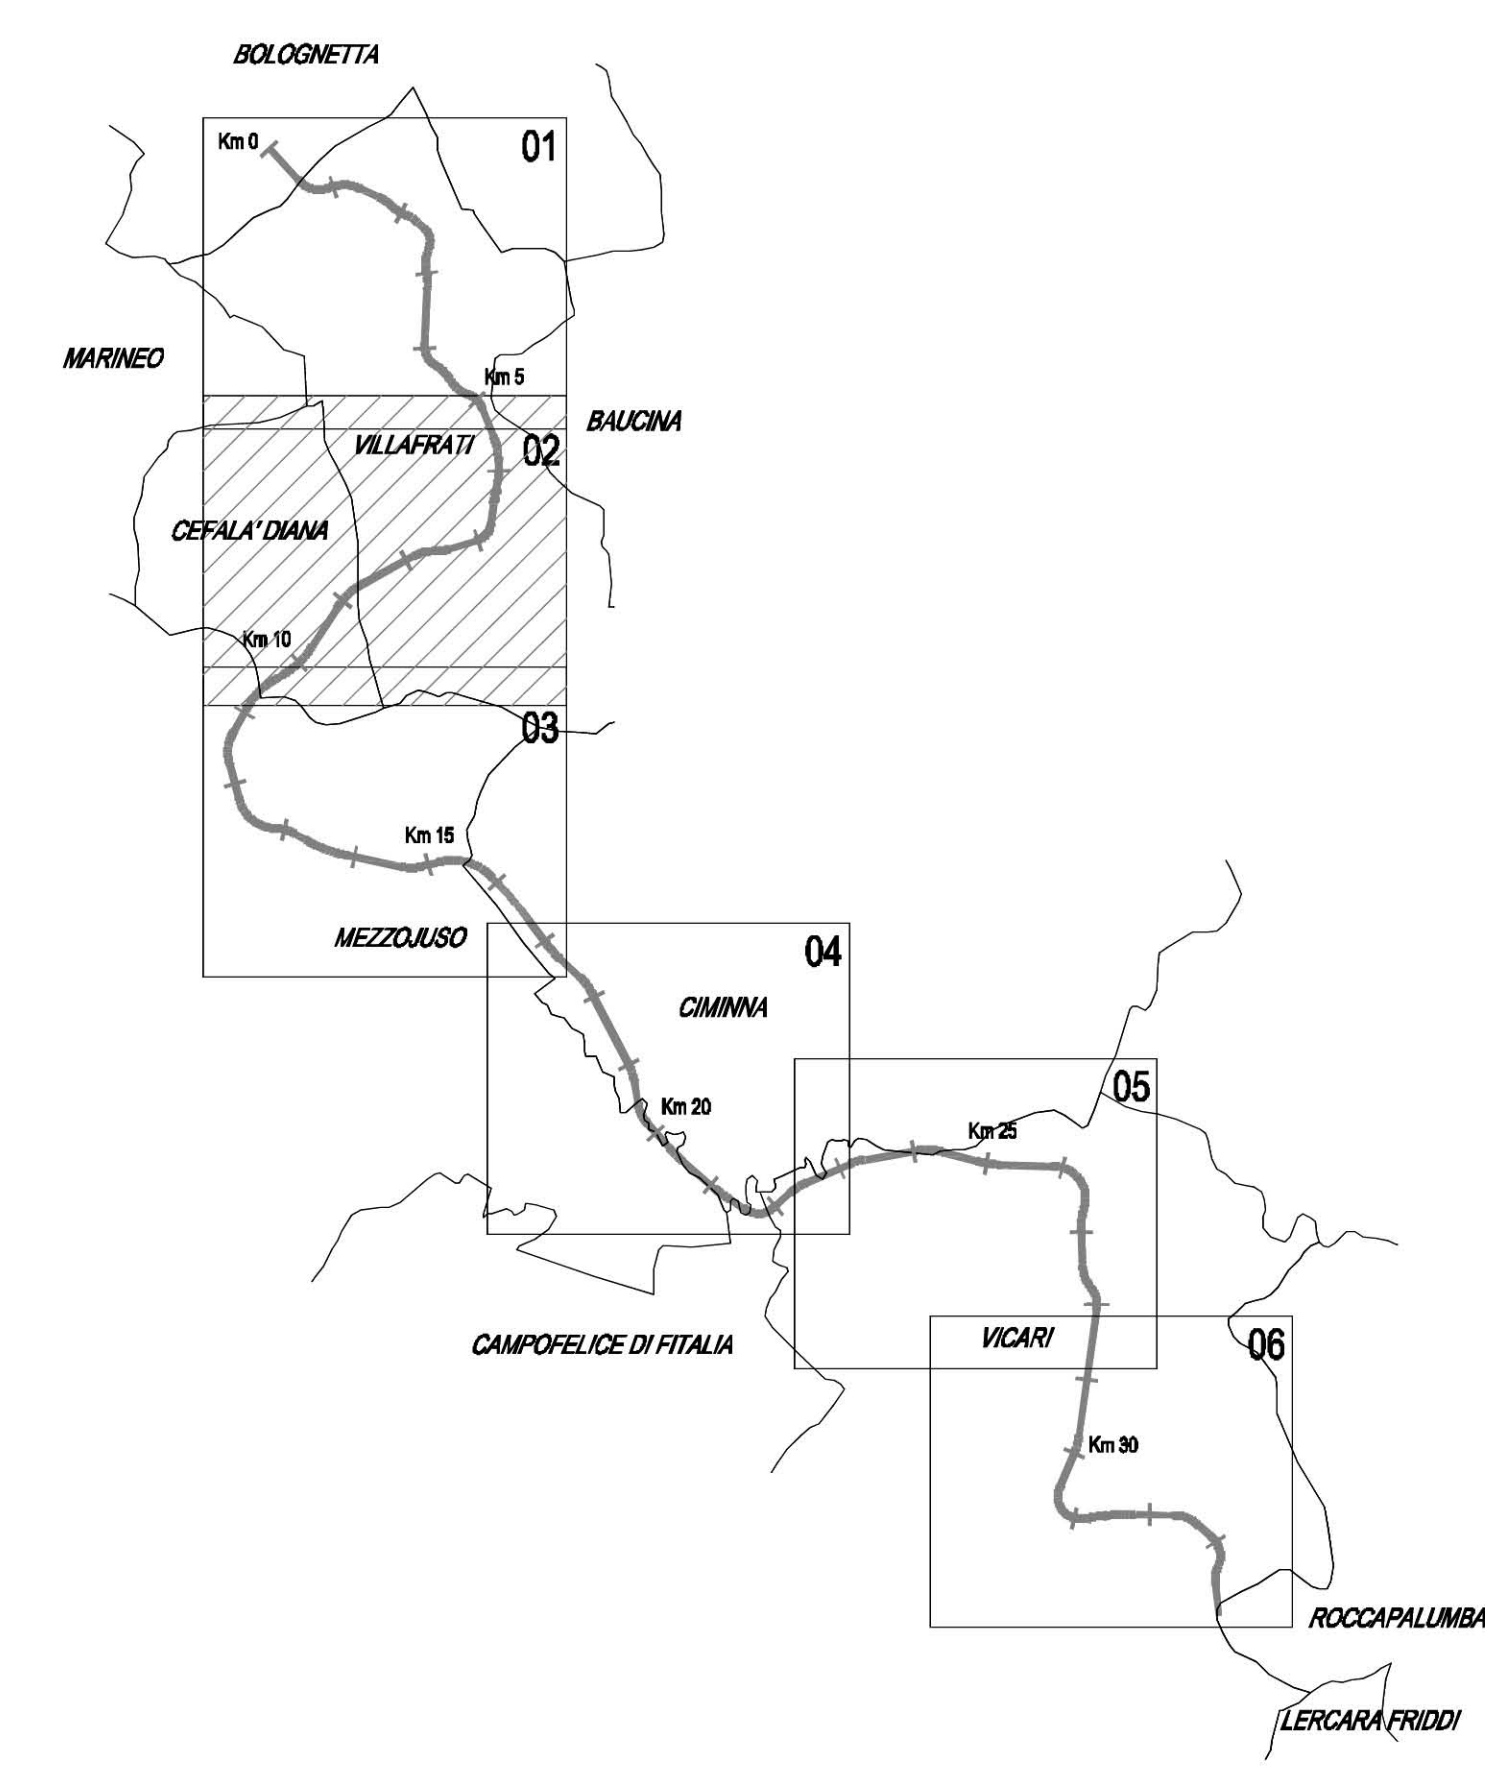 BOLOGNETTA
Km 0
01
MARINEO
Km 5
BAUCINA
VILLAFRATI
02
CEFALA' DIANA
Km 10
03
Km 15
MEZZOJUSO
04
CIMINNA
05
Km 20
Km 25
VICARI
06
CAMPOFELICE DI FITALIA
Km 30
ROCCAPALUMBA
LERCARA FRIDDI